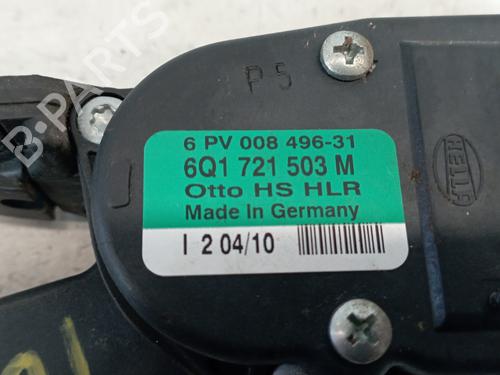 P 5
6 PV 008 496-31
6Q1 721 503 M
Otto HS HLR
Made In Germany
I 2 04/10
HELLA
B-PARTS